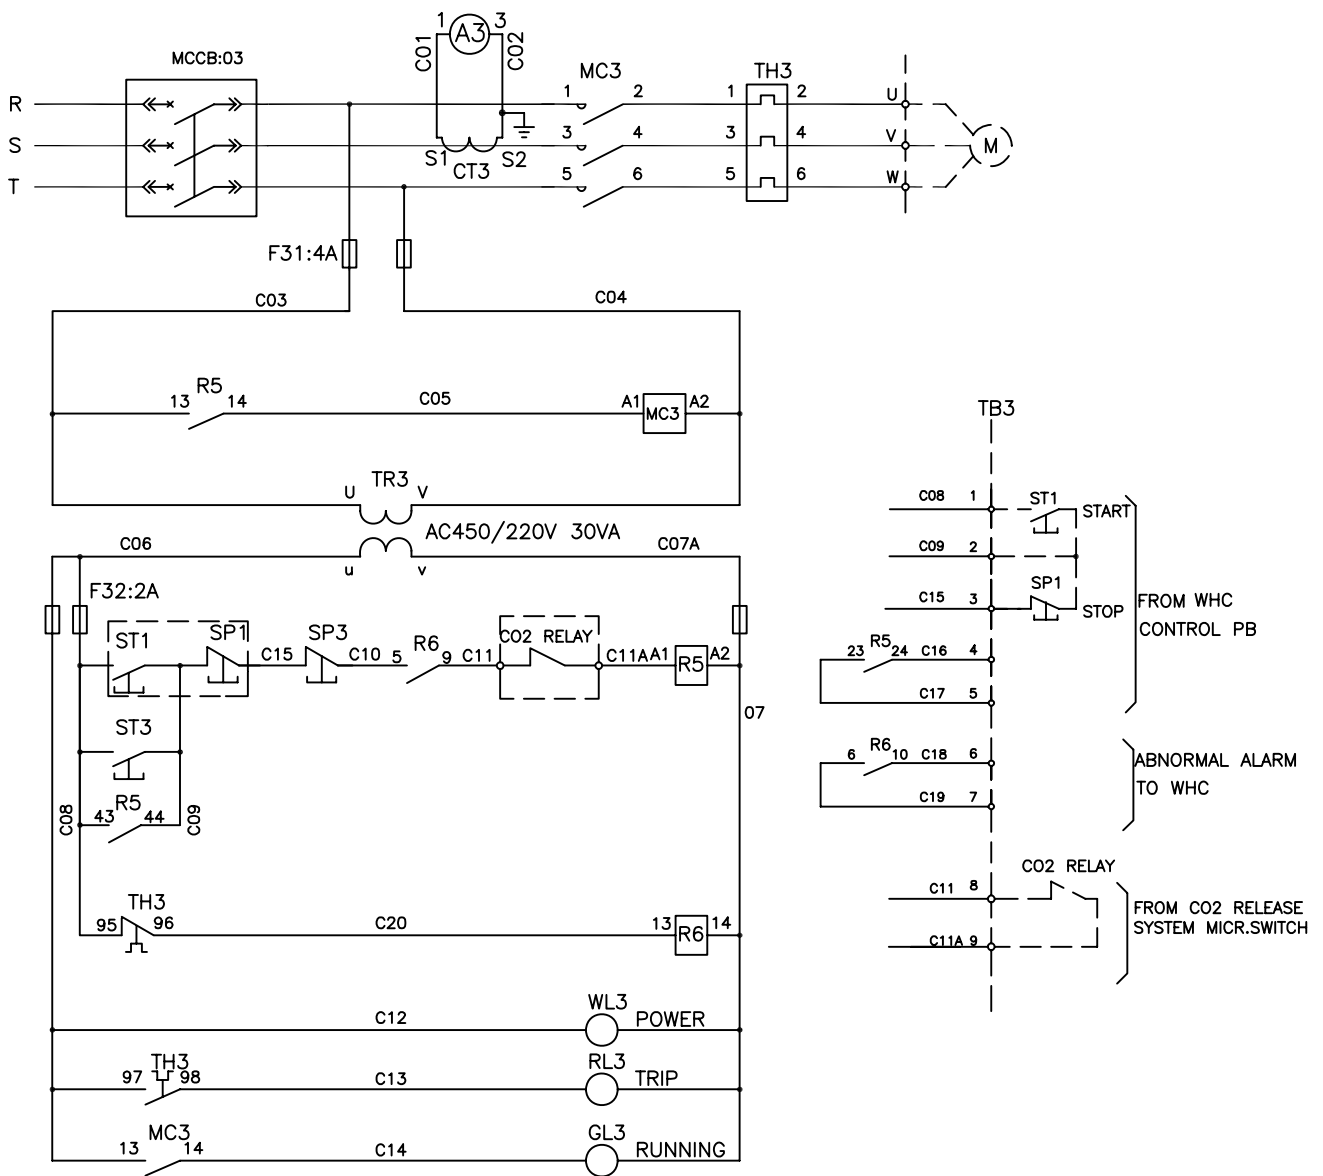 MCCB:03
1 A3 3
C01 C02
MC3
TH3
R 1 2 1 2 U
S 3 4 3 4 V M
S1 S2
CT3
T 5 6 5 6 W
F31:4A
C03 C04
R5
13 14 C05 A1 MC3 A2
TR3
U V
AC450/220V 30VA
C06 C07A
u v
F32:2A
ST1 SP1 SP3 R6 CO2 RELAY
C15 C10 5 9 C11 C11A A1 R5 A2
07
ST3
R5
43 44
C08 C09
TH3
95 96 C20 13 R6 14
WL3
C12 POWER
TH3 RL3
97 98 C13 TRIP
MC3 GL3
13 14 C14 RUNNING
TB3
C08 1 ST1 START
C09 2
C15 3 SP1 STOP
R5
23 24 C16 4
C17 5
FROM WHC
CONTROL PB
R6
6 10 C18 6
C19 7
ABNORMAL ALARM
TO WHC
CO2 RELAY
C11 8
C11A 9
FROM CO2 RELEASE
SYSTEM MICR.SWITCH